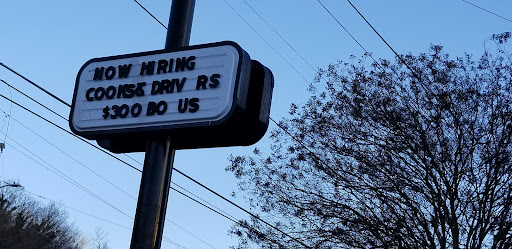 NOW HIRING
COOKS& DRIV RS
$300 BO US